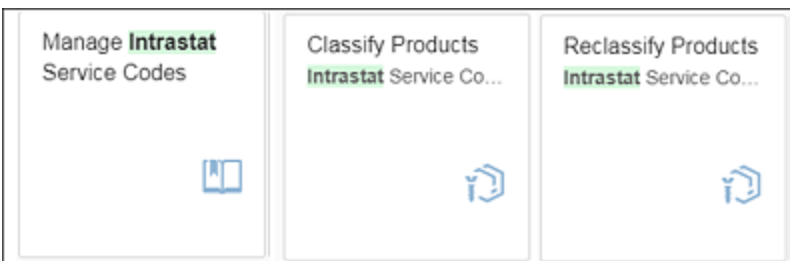 Manage Intrastat
Service Codes
Classify Products
Intrastat Service Co...
Reclassify Products
Intrastat Service Co...